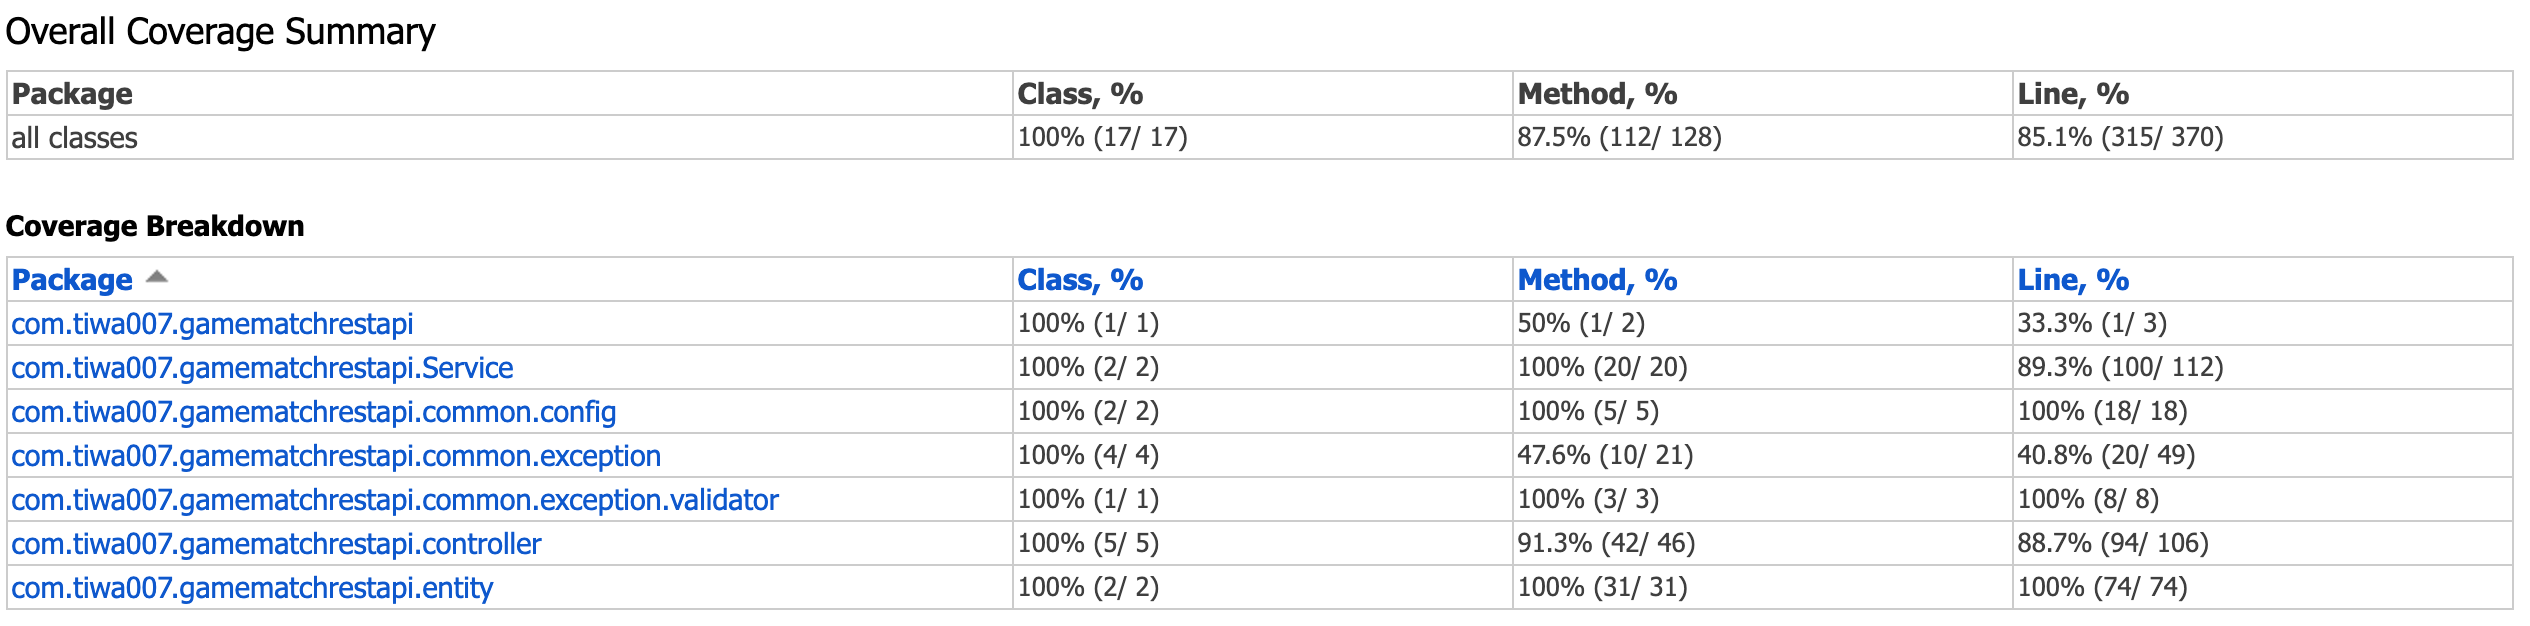 Overall Coverage Summary
Package Class, % Method, % Line, %
all classes 100% (17/ 17) 87.5% (112/ 128) 85.1% (315/ 370)
Coverage Breakdown
Package Class, % Method, % Line, %
com.tiwa007.gamematchrestapi 100% (1/ 1) 50% (1/ 2) 33.3% (1/ 3)
com.tiwa007.gamematchrestapi.Service 100% (2/ 2) 100% (20/ 20) 89.3% (100/ 112)
com.tiwa007.gamematchrestapi.common.config 100% (2/ 2) 100% (5/ 5) 100% (18/ 18)
com.tiwa007.gamematchrestapi.common.exception 100% (4/ 4) 47.6% (10/ 21) 40.8% (20/ 49)
com.tiwa007.gamematchrestapi.common.exception.validator 100% (1/ 1) 100% (3/ 3) 100% (8/ 8)
com.tiwa007.gamematchrestapi.controller 100% (5/ 5) 91.3% (42/ 46) 88.7% (94/ 106)
com.tiwa007.gamematchrestapi.entity 100% (2/ 2) 100% (31/ 31) 100% (74/ 74)